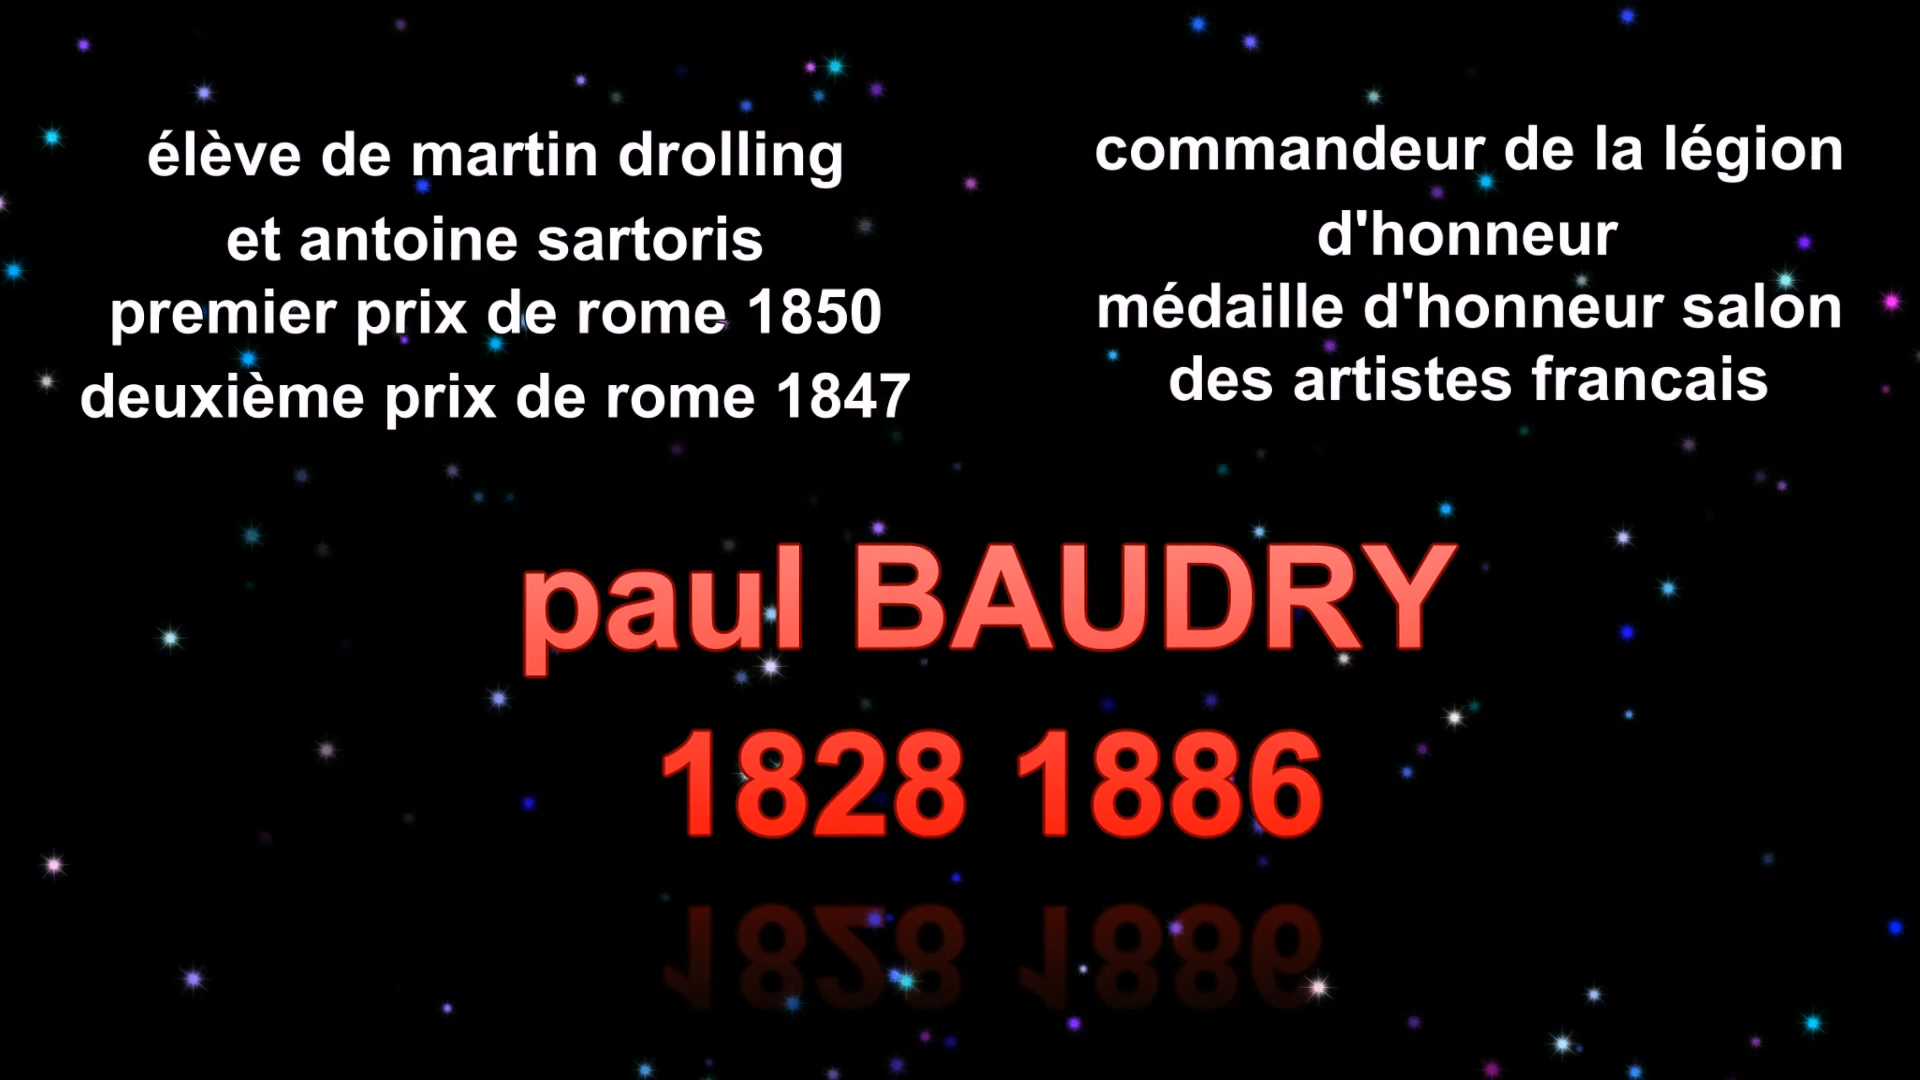 élève de martin drolling
et antoine sartoris
premier prix de rome 1850
deuxième prix de rome 1847
commandeur de la légion
d'honneur
médaille d'honneur salon
des artistes francais
paul BAUDRY
1828 1886